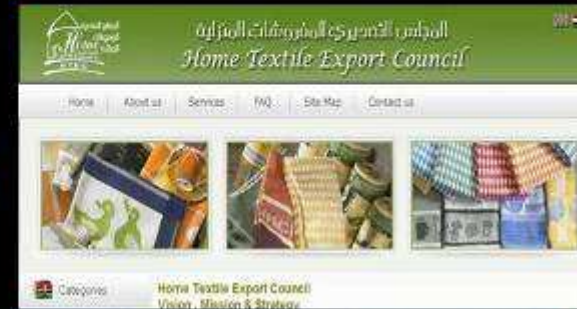 المجلس التصديري للمفروشات المنزلية
Home Textile Export Council
Home
About us
Services
FAQ
Site Map
Contact us
Categories
Home Textile Export Council
Vision , Mission & Strategy